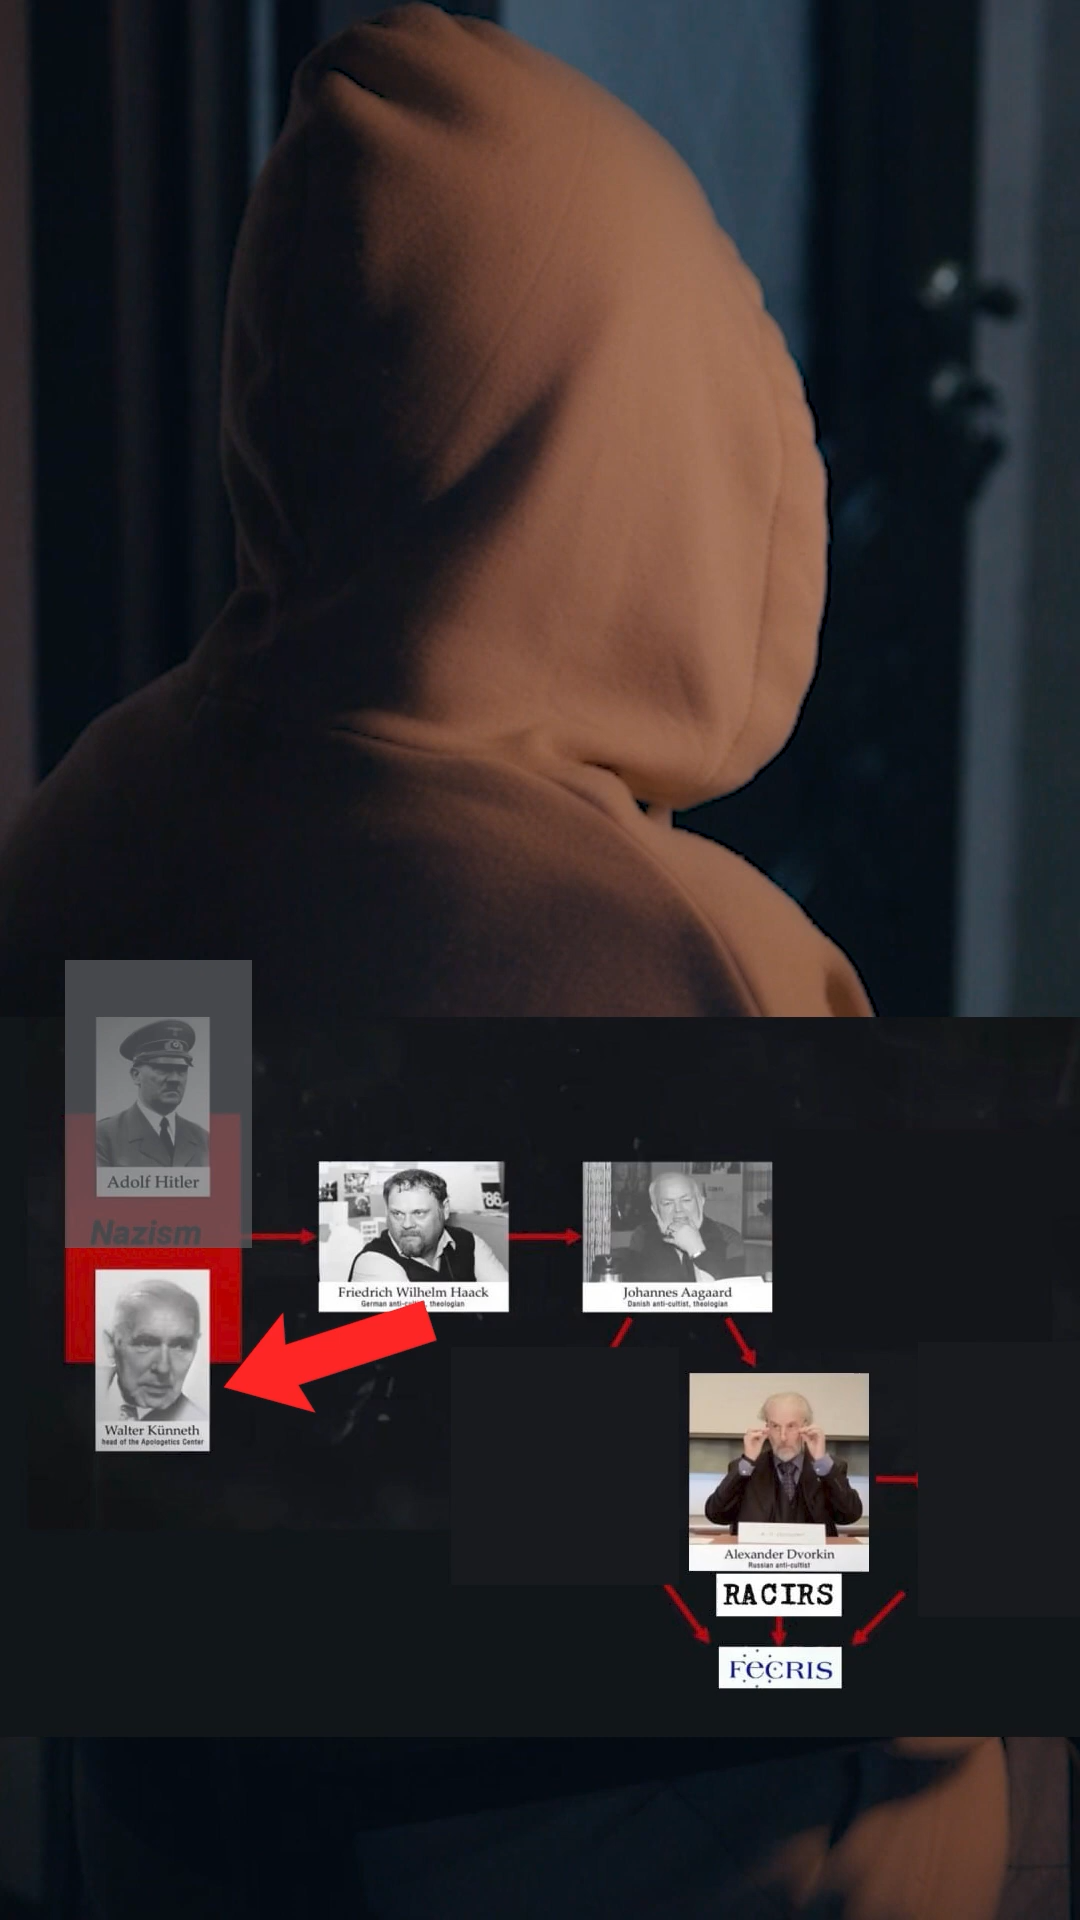 Adolf Hitler
Nazism
Walter Künneth
head of the Apologetics Center
Friedrich Wilhelm Haack
German anti-cultist, theologian
'86
Johannes Aagaard
Danish anti-cultist, theologian
Alexander Dvorkin
Russian anti-cultist
RACIRS
FECRIS